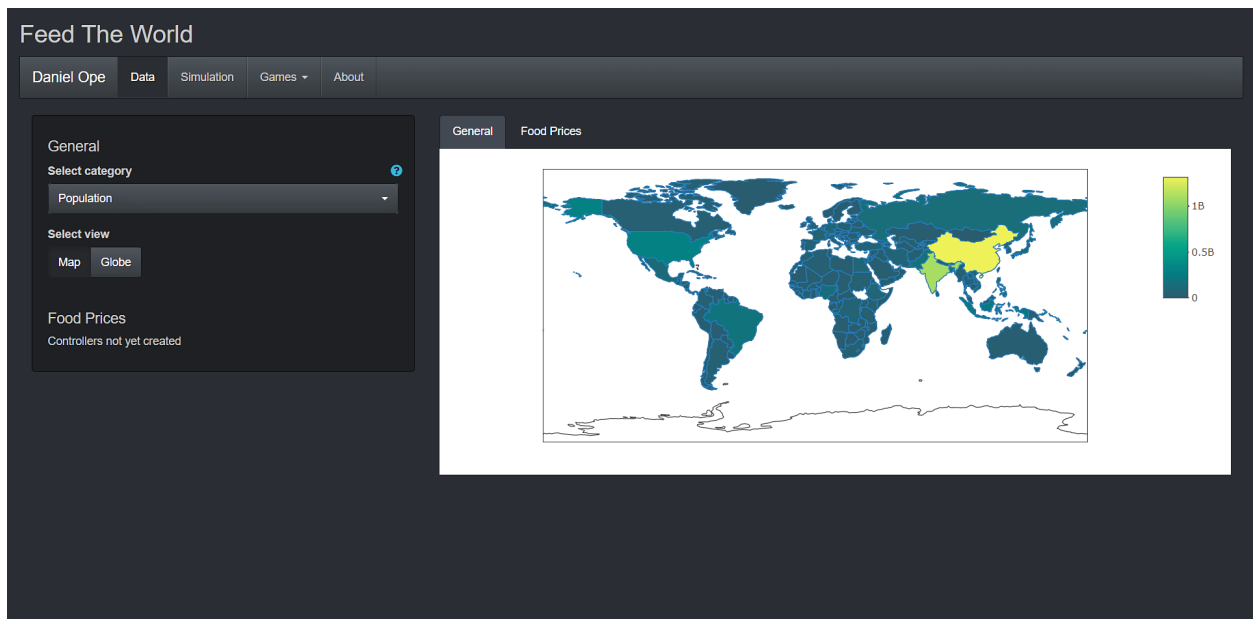 Feed The World
Daniel Ope Data Simulation Games About
General
Select category
?
Population
Select view
Map Globe
Food Prices
Controllers not yet created
General Food Prices
1B
0.5B
0